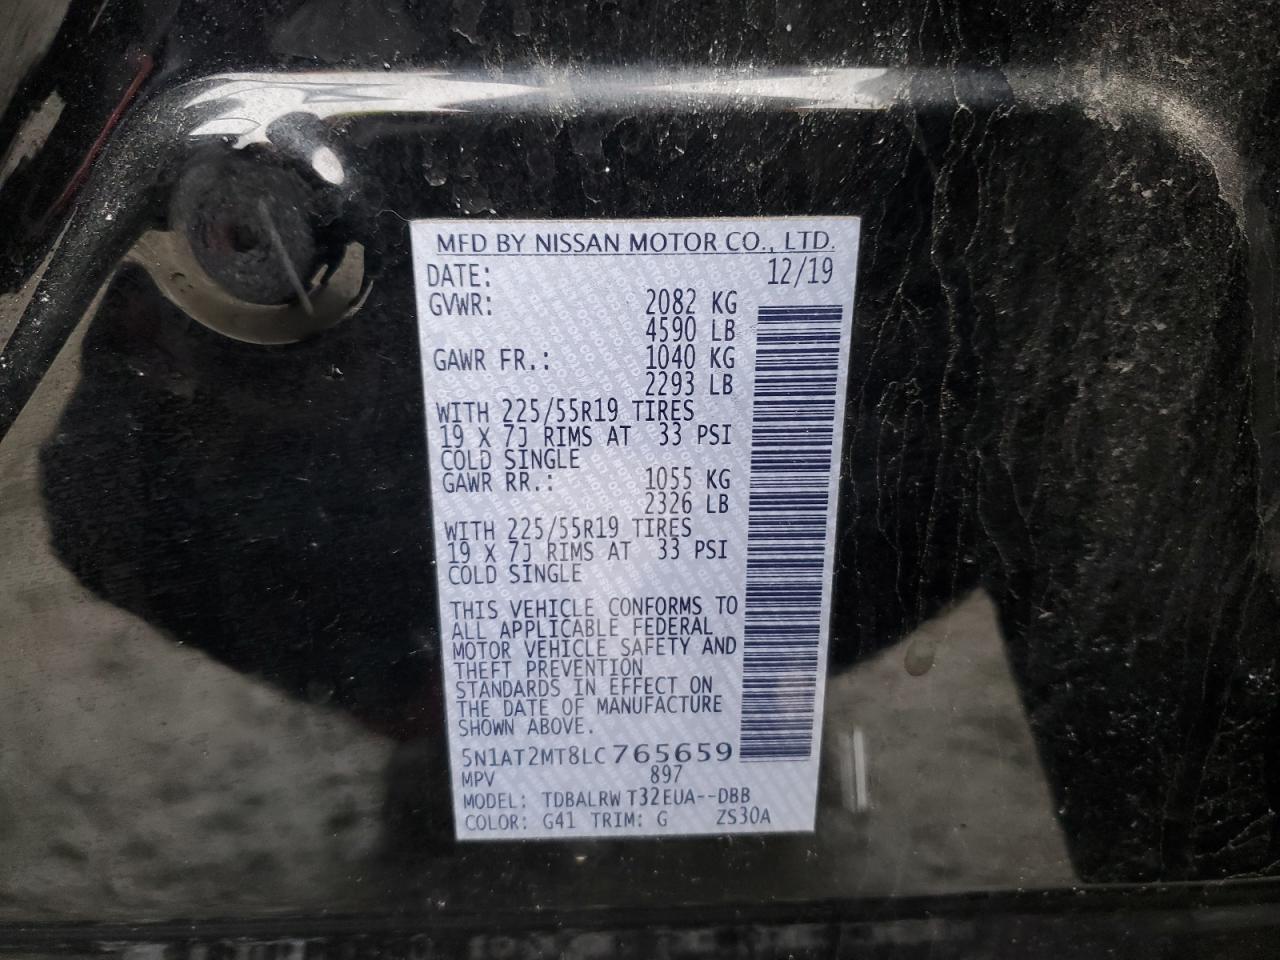 MFD BY NISSAN MOTOR CO., LTD.
DATE: 12/19
GVWR: 2082 KG
4590 LB
GAWR FR.: 1040 KG
2293 LB
WITH 225/55R19 TIRES
19 X 7J RIMS AT 33 PSI
COLD SINGLE
GAWR RR.: 1055 KG
2326 LB
WITH 225/55R19 TIRES
19 X 7J RIMS AT 33 PSI
COLD SINGLE
THIS VEHICLE CONFORMS TO
ALL APPLICABLE FEDERAL
MOTOR VEHICLE SAFETY AND
THEFT PREVENTION
STANDARDS IN EFFECT ON
THE DATE OF MANUFACTURE
SHOWN ABOVE.
5N1AT2MT8LC765659
MPV 897
MODEL: TDBALRW T32EUA--DBB
COLOR: G41 TRIM: G ZS30A